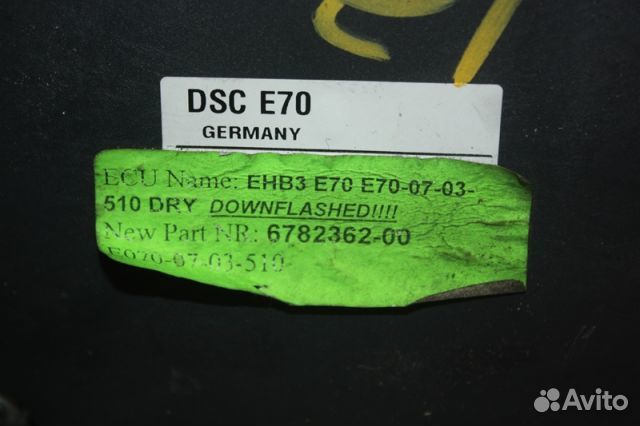 DSC E70
GERMANY
ECU Name: EHB3 E70 E70-07-03-
510 DRY DOWNFLASHED!!!!
New Part NR.: 6782362-00
E070-07-03-510
Avito